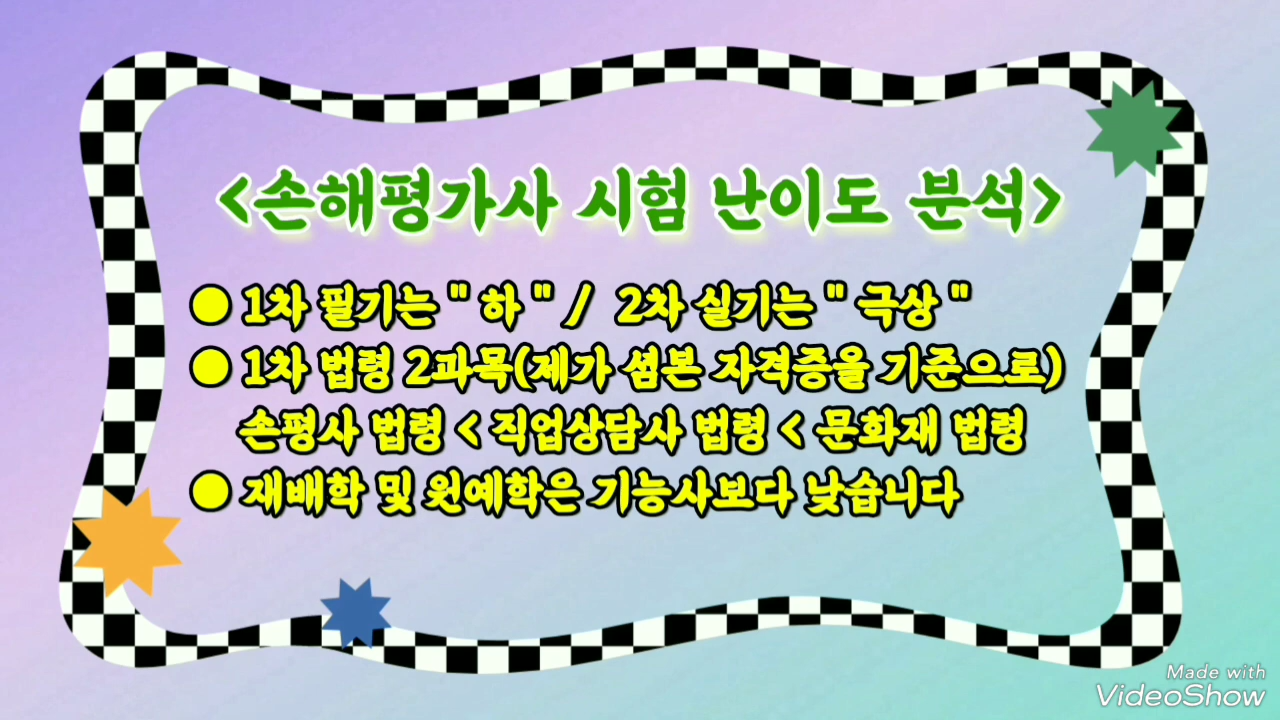 <손해평가사 시험 난이도 분석>
● 1차 필기는 " 하 " / 2차 실기는 " 극상 "
● 1차 법령 2과목(제가 셤본 자격증을 기준으로)
손평사 법령 < 직업상담사 법령 < 문화재 법령
● 재배학 및 원예학은 기능사보다 낮습니다
Made with
VideoShow